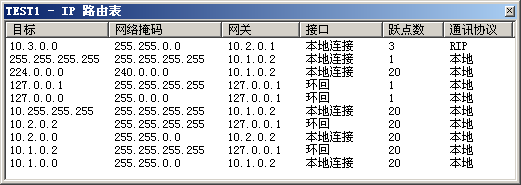 TEST1 - IP 路由表
目标 网络掩码 网关 接口 跃点数 通讯协议
10.3.0.0 255.255.0.0 10.2.0.1 本地连接 3 RIP
255.255.255.255 255.255.255.255 10.1.0.2 本地连接 1 本地
224.0.0.0 240.0.0.0 10.1.0.2 本地连接 20 本地
127.0.0.1 255.255.255.255 127.0.0.1 环回 1 本地
127.0.0.0 255.0.0.0 127.0.0.1 环回 1 本地
10.255.255.255 255.255.255.255 10.1.0.2 本地连接 20 本地
10.2.0.2 255.255.255.255 127.0.0.1 环回 20 本地
10.2.0.0 255.255.0.0 10.2.0.2 本地连接 20 本地
10.1.0.2 255.255.255.255 127.0.0.1 环回 20 本地
10.1.0.0 255.255.0.0 10.1.0.2 本地连接 20 本地